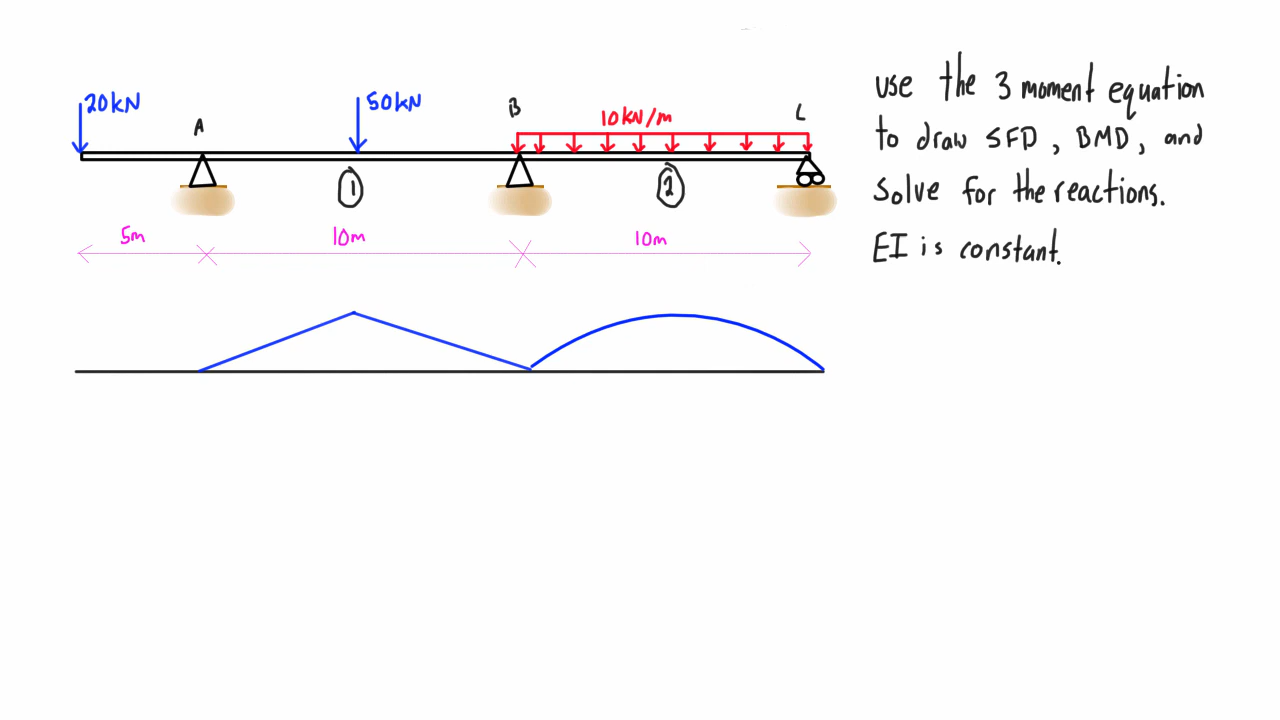 20kN
A
50kN
B
10kN/m
C
1
2
5m
10m
10m
use the 3 moment equation
to draw SFD, BMD, and
solve for the reactions.
EI is constant.